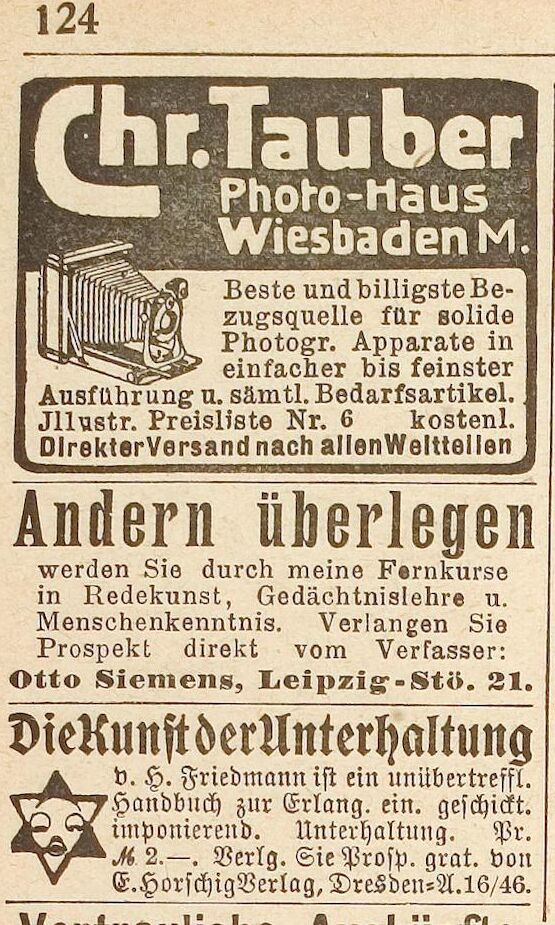 124
Chr. Tauber
Photo-Haus
Wiesbaden M.
Beste und billigste Be-
zugsquelle für solide
Photogr. Apparate in
einfacher bis feinster
Ausführung u. sämtl. Bedarfsartikel.
Jllustr. Preisliste Nr. 6 kostenl.
Direkter Versand nach allen Weltteilen
Andern überlegen
werden Sie durch meine Fernkurse
in Redekunst, Gedächtnislehre u.
Menschenkenntnis. Verlangen Sie
Prospekt direkt vom Verfasser:
Otto Siemens, Leipzig-Stö. 21.
Die Kunst der Unterhaltung
v. H. Friedmann ist ein unübertreffl.
Handbuch zur Erlang. ein. geschickt.
imponierend. Unterhaltung. Pr.
M 2.—. Verlg. Sie Prosp. grat. von
E. Horschig Verlag, Dresden-A. 16/46.
Vertrauliche Auskünfte